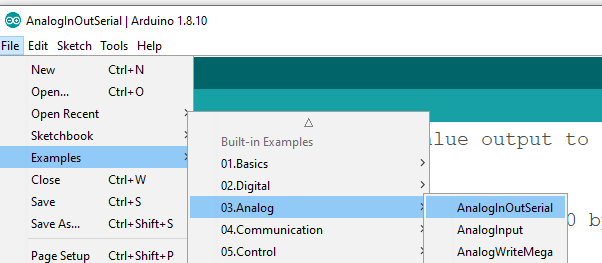 AnalogInOutSerial | Arduino 1.8.10
File Edit Sketch Tools Help
New Ctrl+N
Open... Ctrl+O
Open Recent
Sketchbook
Examples
Close Ctrl+W
Save Ctrl+S
Save As... Ctrl+Shift+S
Page Setup Ctrl+Shift+P
Built-in Examples
01.Basics
02.Digital
03.Analog
04.Communication
05.Control
AnalogInOutSerial
AnalogInput
AnalogWriteMega
alue output to
0 by